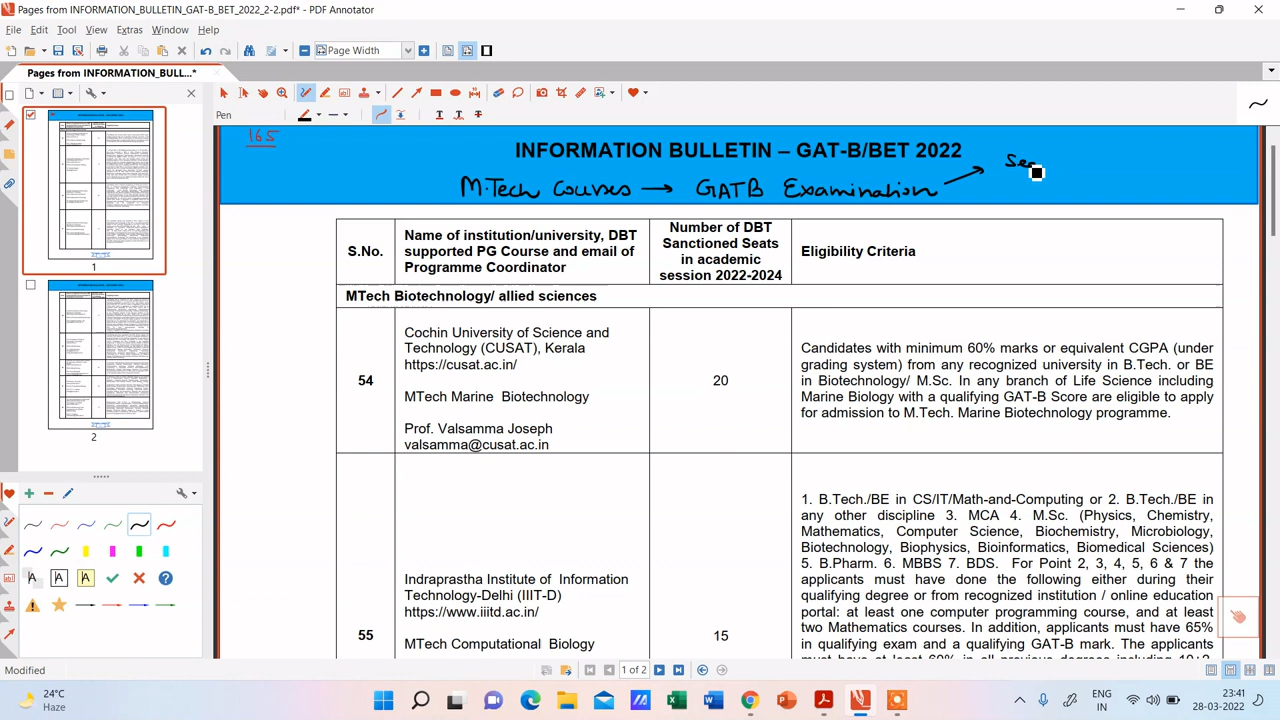 Pages from INFORMATION_BULLETIN_GAT-B_BET_2022_2-2.pdf* - PDF Annotator
File Edit Tool View Extras Window Help
Page Width
Pages from INFORMATION_BULL...*
Pen
1
2
165
INFORMATION BULLETIN – GAT-B/BET 2022
M.Tech Courses → GATB Examination → Ser
S.No.
Name of institution/university, DBT supported PG Course and email of Programme Coordinator
Number of DBT Sanctioned Seats in academic session 2022-2024
Eligibility Criteria
MTech Biotechnology/ allied sciences
54
Cochin University of Science and
Technology (CUSAT), Kerala
https://cusat.ac.in/
MTech Marine Biotechnology
Prof. Valsamma Joseph
valsamma@cusat.ac.in
20
Candidates with minimum 60% marks or equivalent CGPA (under
grading system) from any recognized university in B.Tech. or BE
in Biotechnology/ M.Sc. In any branch of Life Science including
Marine Biology with a qualifying GAT-B Score are eligible to apply
for admission to M.Tech. Marine Biotechnology programme.
55
Indraprastha Institute of Information
Technology-Delhi (IIIT-D)
https://www.iiitd.ac.in/
MTech Computational Biology
15
1. B.Tech./BE in CS/IT/Math-and-Computing or 2. B.Tech./BE in
any other discipline 3. MCA 4. M.Sc. (Physics, Chemistry,
Mathematics, Computer Science, Biochemistry, Microbiology,
Biotechnology, Biophysics, Bioinformatics, Biomedical Sciences)
5. B.Pharm. 6. MBBS 7. BDS. For Point 2, 3, 4, 5, 6 & 7 the
applicants must have done the following either during their
qualifying degree or from recognized institution / online education
portal: at least one computer programming course, and at least
two Mathematics courses. In addition, applicants must have 65%
in qualifying exam and a qualifying GAT-B mark. The applicants
Modified
1 of 2
24°C
Haze
ENG
IN
23:41
28-03-2022